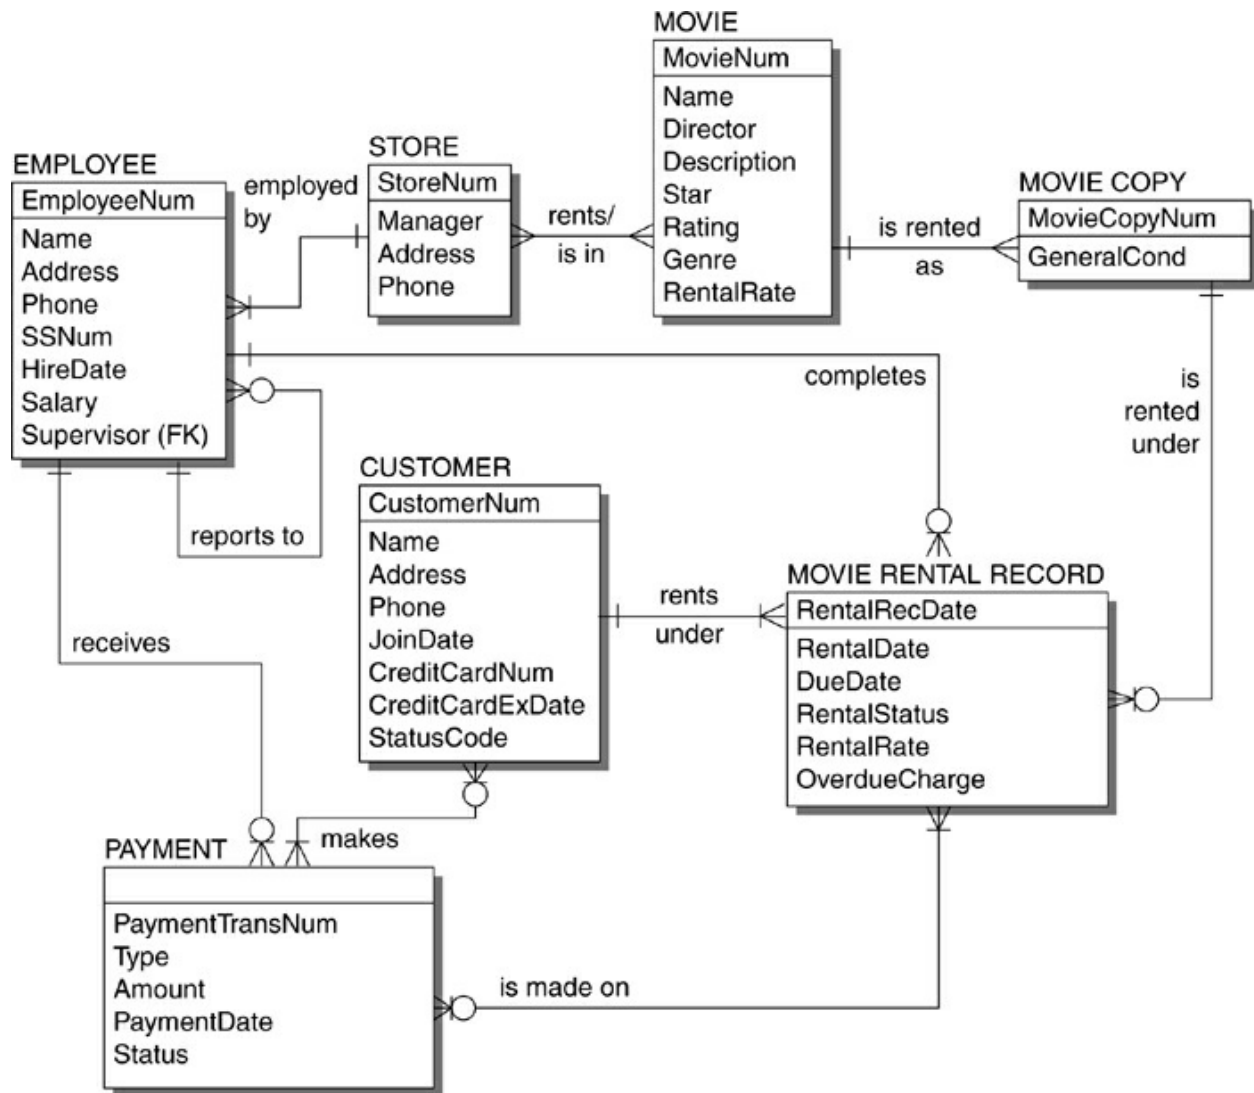 MOVIE
MovieNum
Name
Director
Description
Star
Rating
Genre
RentalRate
STORE
StoreNum
Manager
Address
Phone
EMPLOYEE
EmployeeNum
Name
Address
Phone
SSNum
HireDate
Salary
Supervisor (FK)
employed
by
rents/
is in
is rented
as
MOVIE COPY
MovieCopyNum
GeneralCond
completes
is
rented
under
reports to
receives
CUSTOMER
CustomerNum
Name
Address
Phone
JoinDate
CreditCardNum
CreditCardExDate
StatusCode
rents
under
MOVIE RENTAL RECORD
RentalRecDate
RentalDate
DueDate
RentalStatus
RentalRate
OverdueCharge
makes
PAYMENT
PaymentTransNum
Type
Amount
PaymentDate
Status
is made on